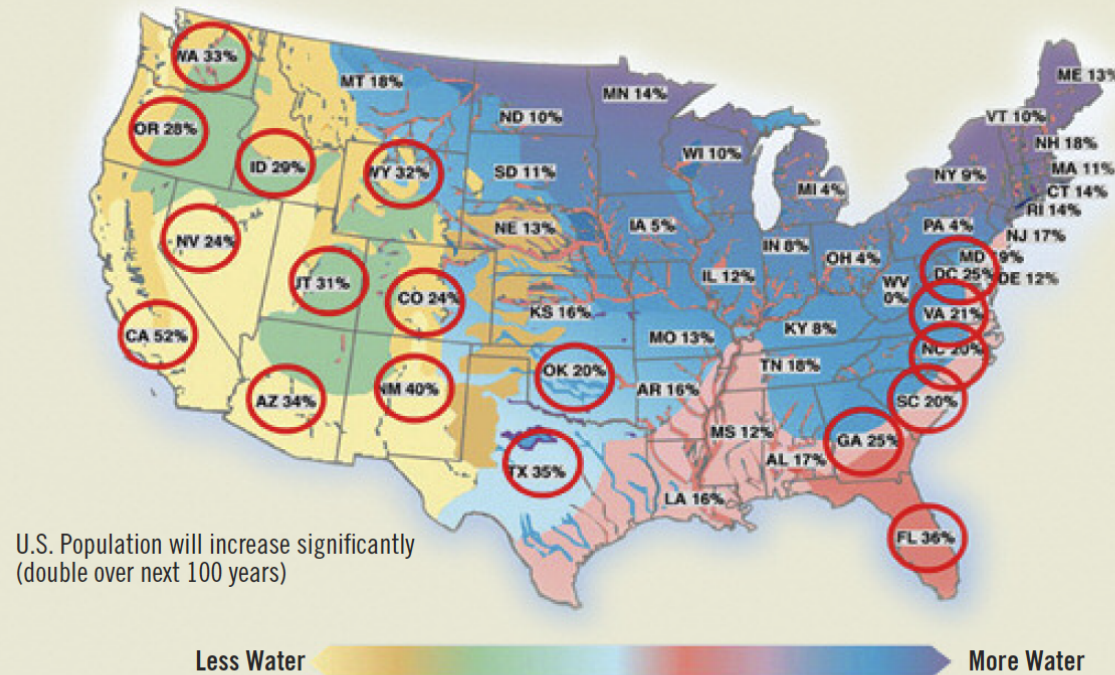 WA 33%
MT 18%
ME 13%
MN 14%
ND 10%
VT 10%
OR 28%
NH 18%
WI 10%
ID 29%
WY 32%
SD 11%
MA 11%
NY 9%
MI 4%
CT 14%
RI 14%
NE 13%
IA 5%
PA 4%
NJ 17%
NV 24%
IN 8%
OH 4%
MD 9%
DC 25%
DE 12%
IL 12%
UT 31%
WV
0%
CO 24%
KS 16%
VA 21%
KY 8%
CA 52%
MO 13%
NC 20%
TN 18%
OK 20%
NM 40%
AR 16%
AZ 34%
SC 20%
MS 12%
GA 25%
AL 17%
TX 35%
LA 16%
FL 36%
U.S. Population will increase significantly
(double over next 100 years)
Less Water
More Water